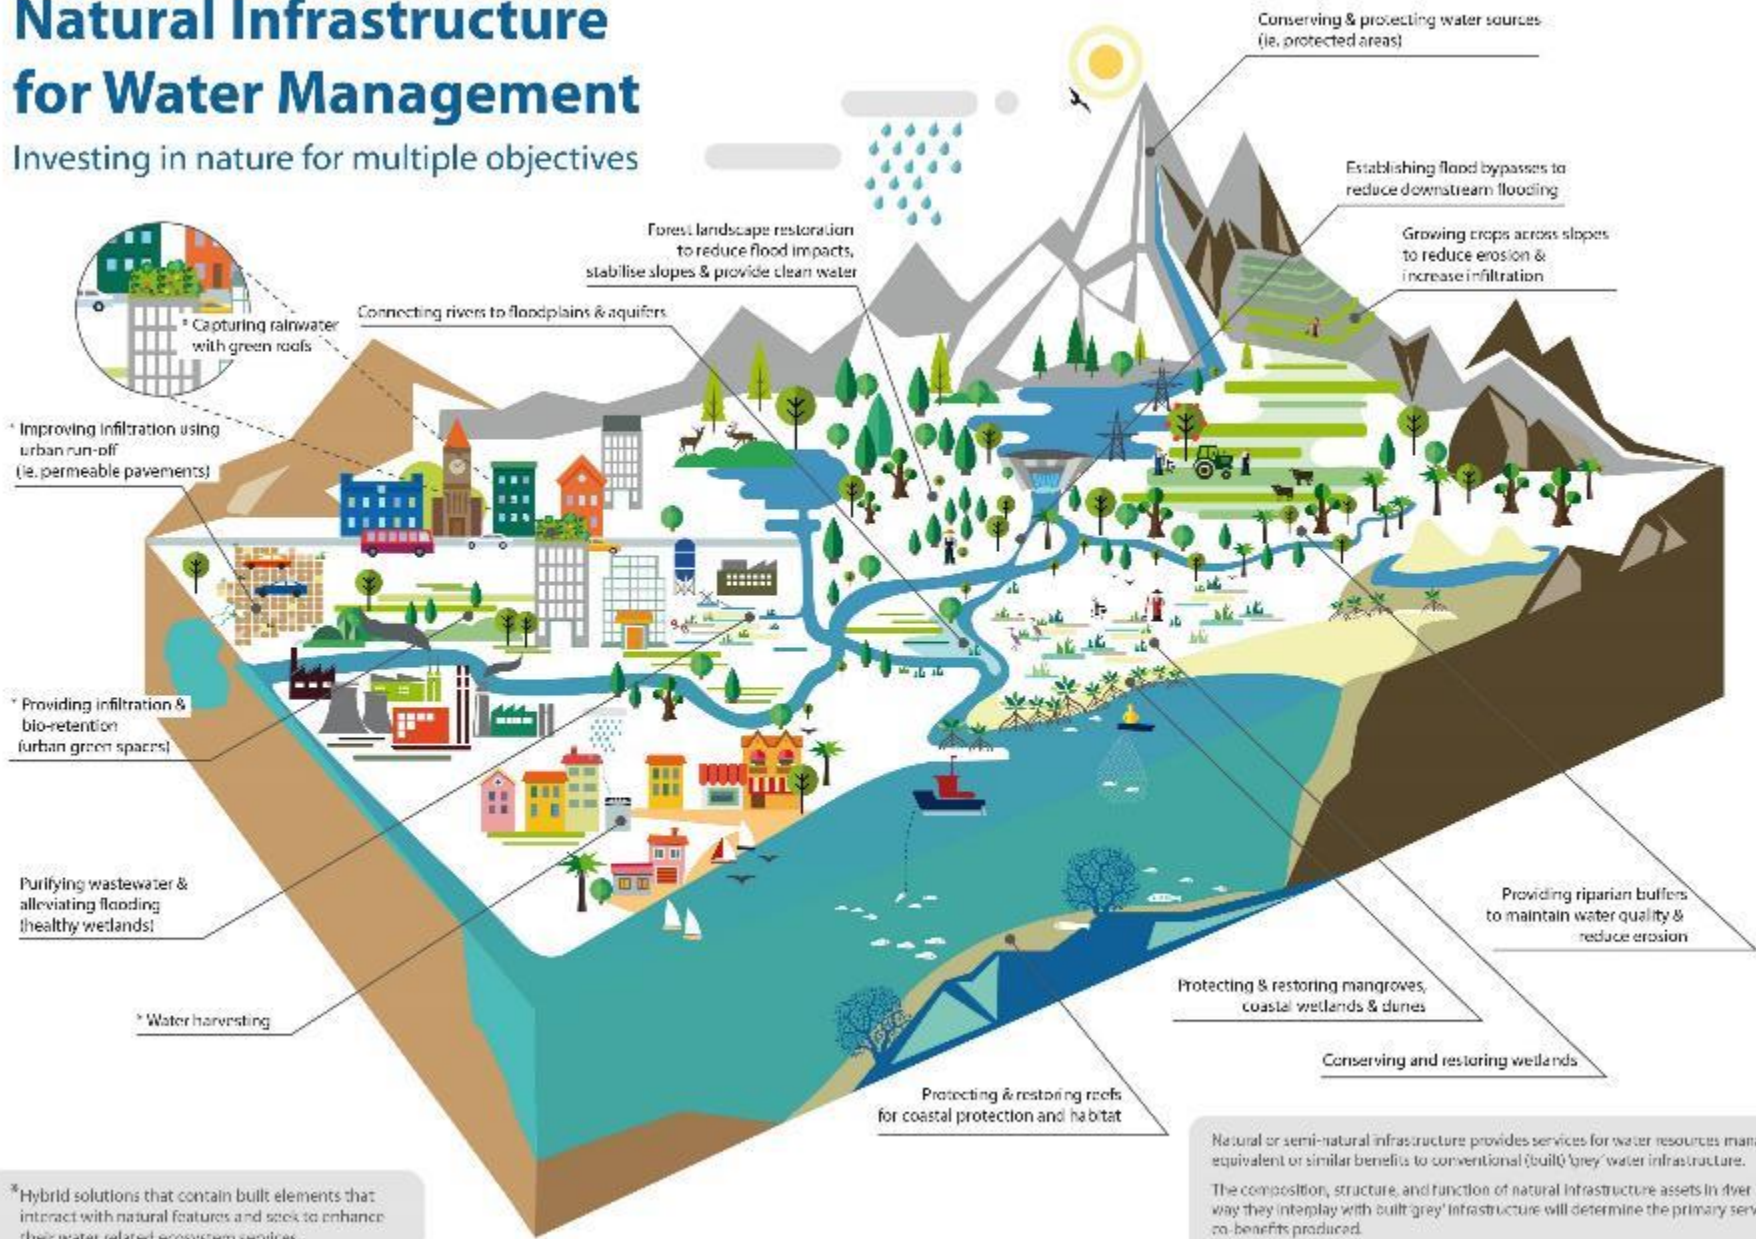 Natural Infrastructure
for Water Management
Investing in nature for multiple objectives
Conserving & protecting water sources
(ie. protected areas)
Establishing flood bypasses to
reduce downstream flooding
Growing crops across slopes
to reduce erosion &
increase infiltration
Forest landscape restoration
to reduce flood impacts,
stabilise slopes & provide clean water
Connecting rivers to floodplains & aquifers
* Capturing rainwater
with green roofs
* Improving infiltration using
urban run-off
(ie. permeable pavements)
* Providing infiltration &
bio-retention
(urban green spaces)
Purifying wastewater &
alleviating flooding
(healthy wetlands)
* Water harvesting
Providing riparian buffers
to maintain water quality &
reduce erosion
Protecting & restoring mangroves,
coastal wetlands & dunes
Conserving and restoring wetlands
Protecting & restoring reefs
for coastal protection and habitat
*Hybrid solutions that contain built elements that
interact with natural features and seek to enhance
their water related ecosystem services
Natural or semi-natural infrastructure provides services for water resources
equivalent or similar benefits to conventional (built) 'grey' water infrastructure.
The composition, structure, and function of natural infrastructure assets in river
way they interplay with built 'grey' infrastructure will determine the primary
co-benefits produced.